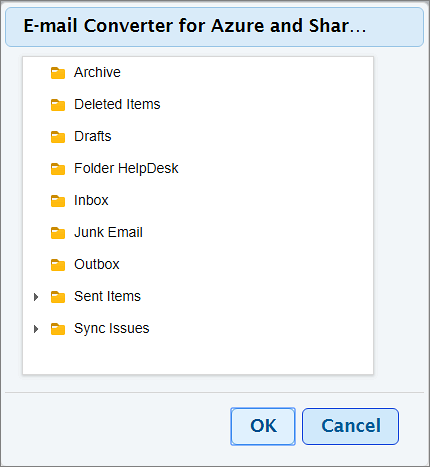 E-mail Converter for Azure and Shar...
Archive
Deleted Items
Drafts
Folder HelpDesk
Inbox
Junk Email
Outbox
Sent Items
Sync Issues
OK
Cancel